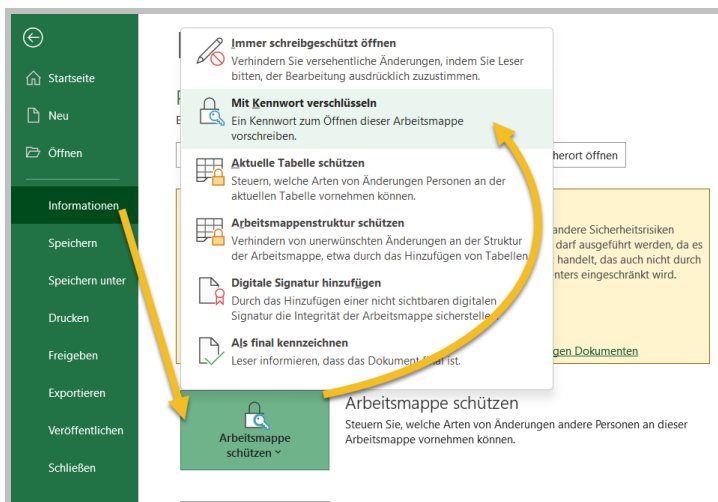 Startseite
Neu
Öffnen
Informationen
Speichern
Speichern unter
Drucken
Freigeben
Exportieren
Veröffentlichen
Schließen
Immer schreibgeschützt öffnen
Verhindern Sie versehentliche Änderungen, indem Sie Leser
bitten, der Bearbeitung ausdrücklich zuzustimmen.
Mit Kennwort verschlüsseln
Ein Kennwort zum Öffnen dieser Arbeitsmappe
vorschreiben.
Aktuelle Tabelle schützen
Steuern, welche Arten von Änderungen Personen an der
aktuellen Tabelle vornehmen können.
Arbeitsmappenstruktur schützen
Verhindern von unerwünschten Änderungen an der Struktur
der Arbeitsmappe, etwa durch das Hinzufügen von Tabellen
Digitale Signatur hinzufügen
Durch das Hinzufügen einer nicht sichtbaren digitalen
Signatur die Integrität der Arbeitsmappe sicherstellen
Als final kennzeichnen
Leser informieren, dass das Dokument final ist.
herort öffnen
andere Sicherheitsrisiken
darf ausgeführt werden, da es
handelt, das auch nicht durch
nters eingeschränkt wird.
gen Dokumenten
Arbeitsmappe
schützen
Arbeitsmappe schützen
Steuern Sie, welche Arten von Änderungen andere Personen an dieser
Arbeitsmappe vornehmen können.